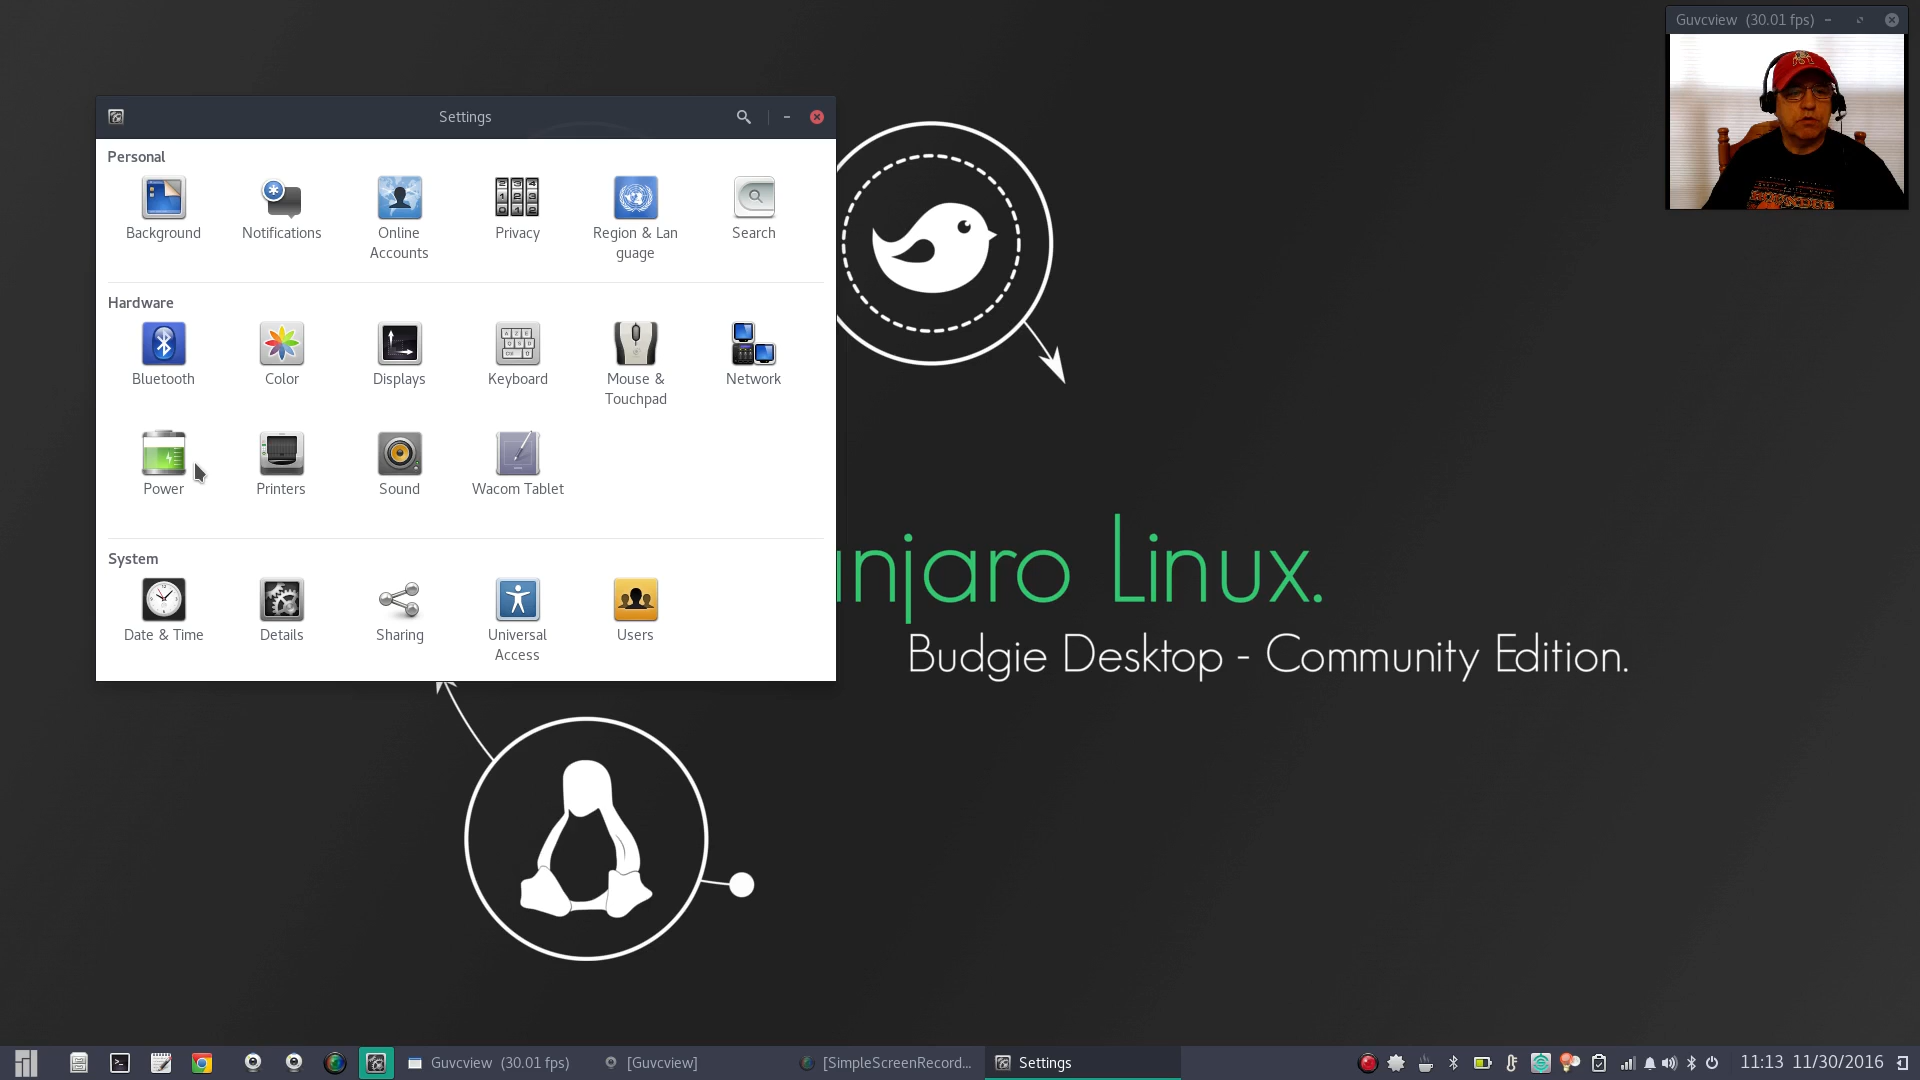 Guvcview (30.01 fps)
Settings
Personal
Background
Notifications
Online
Accounts
Privacy
Region & Lan
guage
Search
Hardware
Bluetooth
Color
Displays
Keyboard
Mouse &
Touchpad
Network
Power
Printers
Sound
Wacom Tablet
System
Date & Time
Details
Sharing
Universal
Access
Users
njaro Linux.
Budgie Desktop - Community Edition.
Guvcview (30.01 fps)
[Guvcview]
[SimpleScreenRecord...
Settings
11:13 11/30/2016